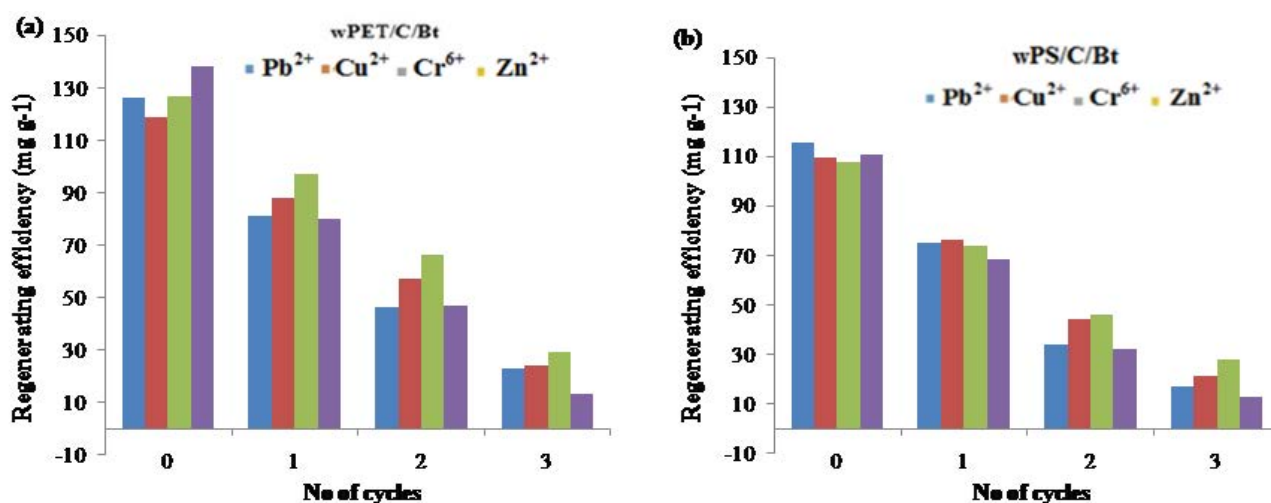 (a)
wPET/C/Bt
Pb2+ Cu2+ Cr6+ Zn2+
Regenerating efficiency (mg g-1)
150
130
110
90
70
50
30
10
-10
0 1 2 3
No of cycles
(b)
wPS/C/Bt
Pb2+ Cu2+ Cr6+ Zn2+
Regenerating efficiency (mg g-1)
150
130
110
90
70
50
30
10
-10
0 1 2 3
No of cycles